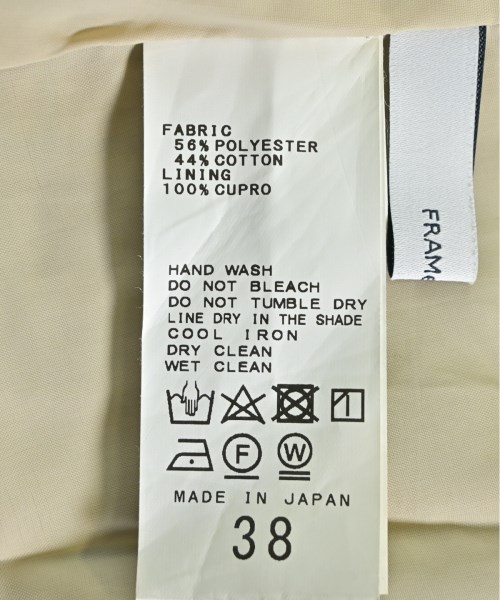 FABRIC
56% POLYESTER
44% COTTON
LINING
100% CUPRO
HAND WASH
DO NOT BLEACH
DO NOT TUMBLE DRY
LINE DRY IN THE SHADE
COOL IRON
DRY CLEAN
WET CLEAN
F W
MADE IN JAPAN
38
FRAMe